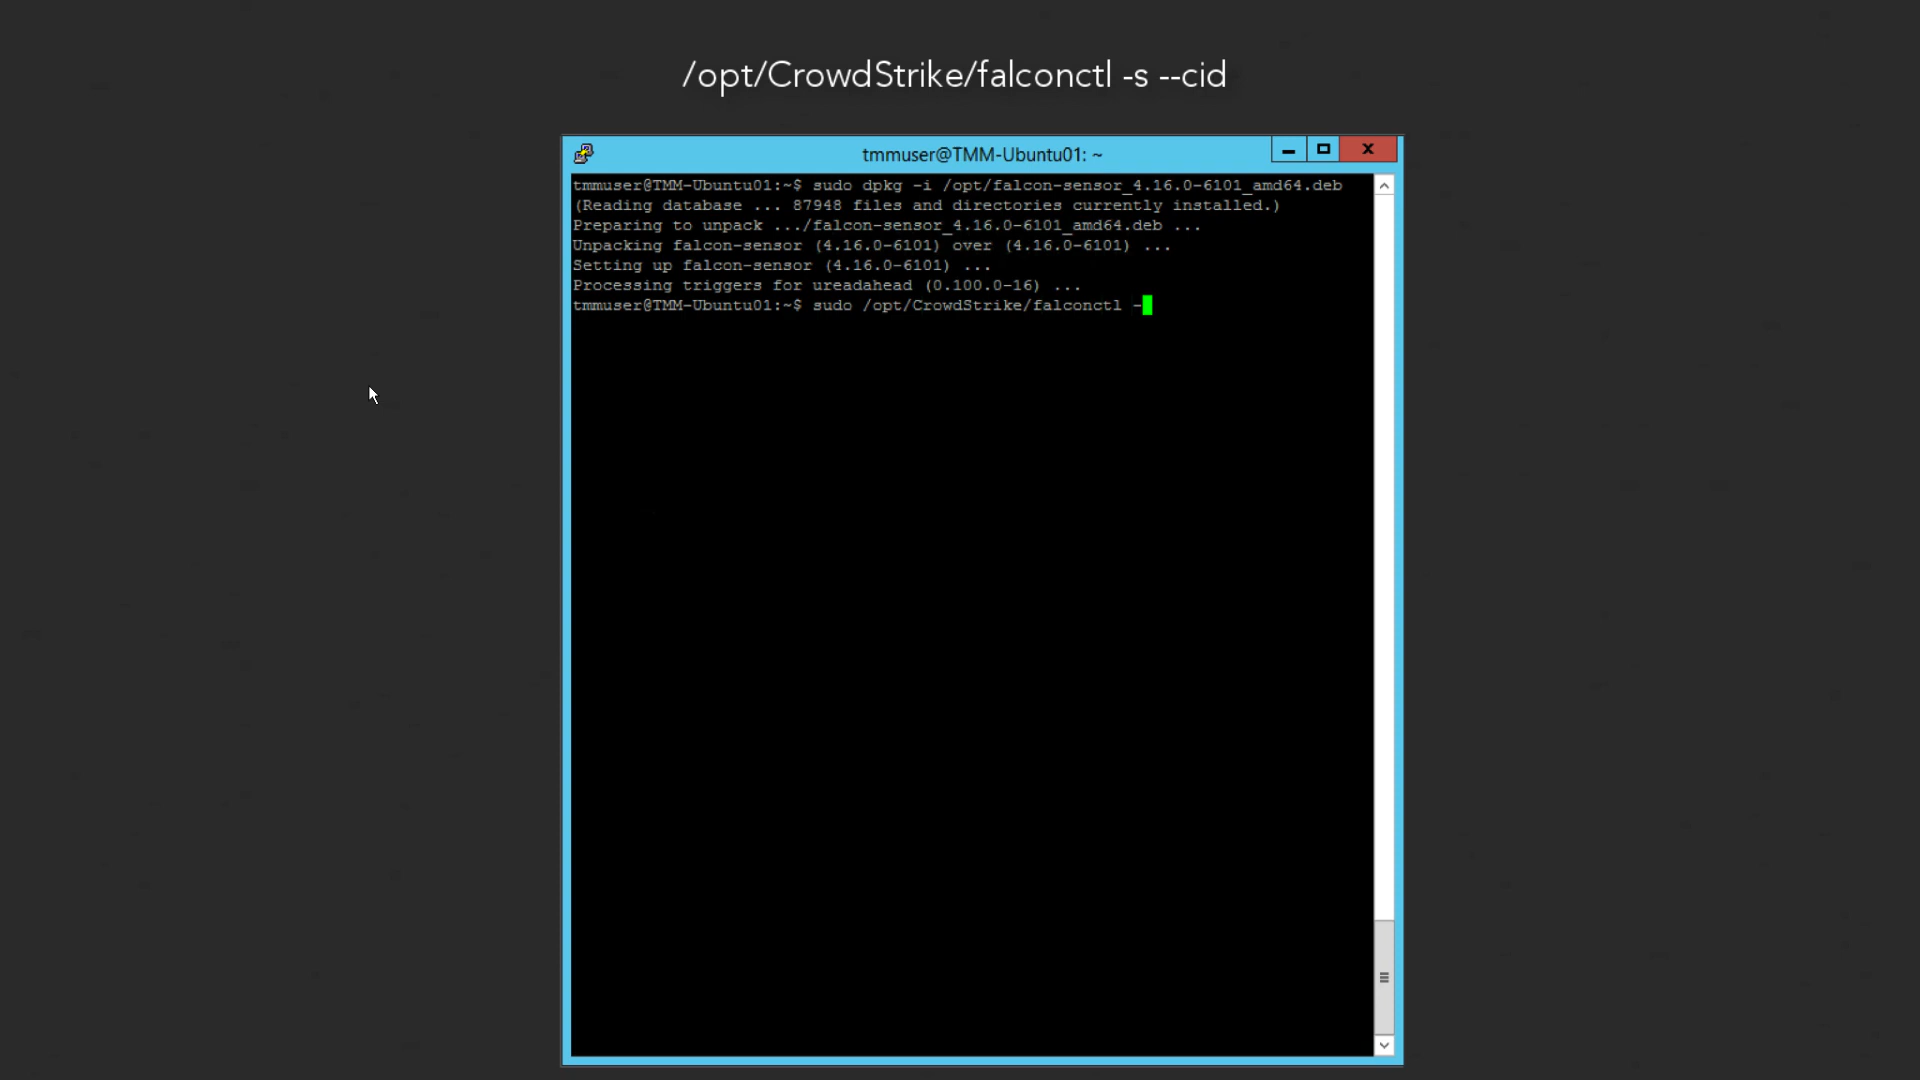 /opt/CrowdStrike/falconctl -s --cid
tmmuser@TMM-Ubuntu01: ~
tmmuser@TMM-Ubuntu01:~$ sudo dpkg -i /opt/falcon-sensor_4.16.0-6101_amd64.deb
(Reading database ... 87948 files and directories currently installed.)
Preparing to unpack .../falcon-sensor_4.16.0-6101_amd64.deb ...
Unpacking falcon-sensor (4.16.0-6101) over (4.16.0-6101) ...
Setting up falcon-sensor (4.16.0-6101) ...
Processing triggers for ureadahead (0.100.0-16) ...
tmmuser@TMM-Ubuntu01:~$ sudo /opt/CrowdStrike/falconctl -